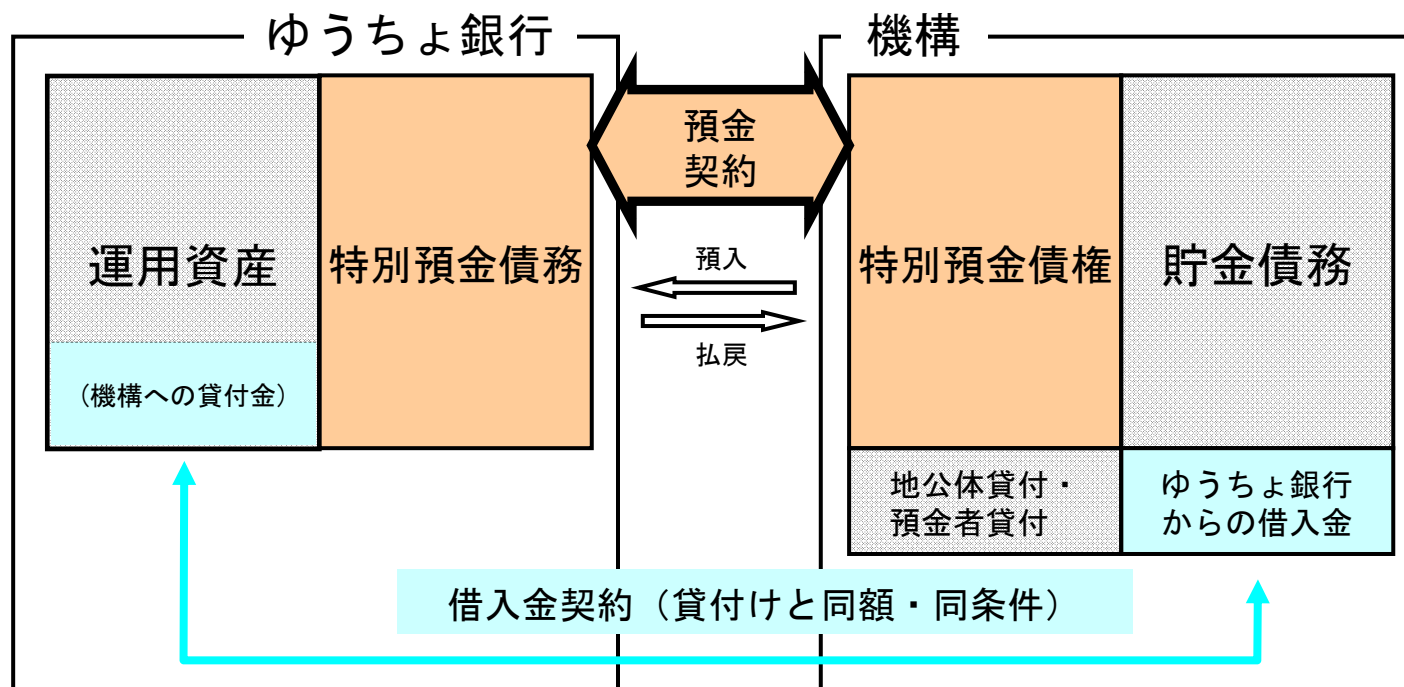 ゆうちょ銀行
機構
運用資産
(機構への貸付金)
特別預金債務
預金
契約
預入
払戻
特別預金債権
貯金債務
地公体貸付・
預金者貸付
ゆうちょ銀行
からの借入金
借入金契約（貸付けと同額・同条件）